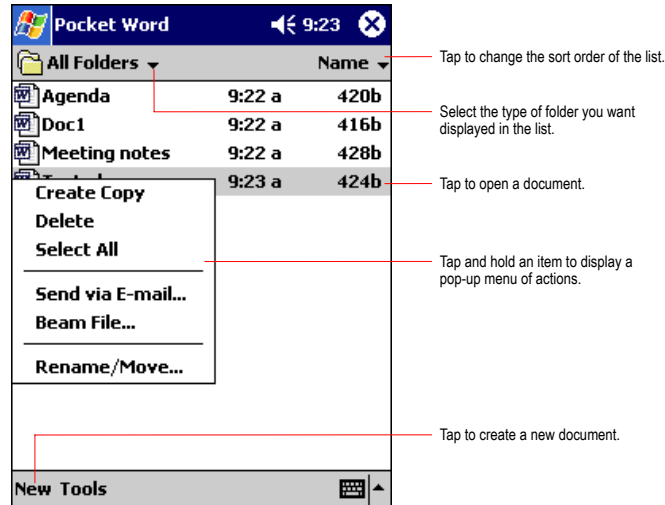 Pocket Word 9:23
All Folders Name
Agenda 9:22 a 420b
Doc1 9:22 a 416b
Meeting notes 9:22 a 428b
9:23 a 424b
Create Copy
Delete
Select All
Send via E-mail...
Beam File...
Rename/Move...
New Tools
Tap to change the sort order of the list.
Select the type of folder you want
displayed in the list.
Tap to open a document.
Tap and hold an item to display a
pop-up menu of actions.
Tap to create a new document.